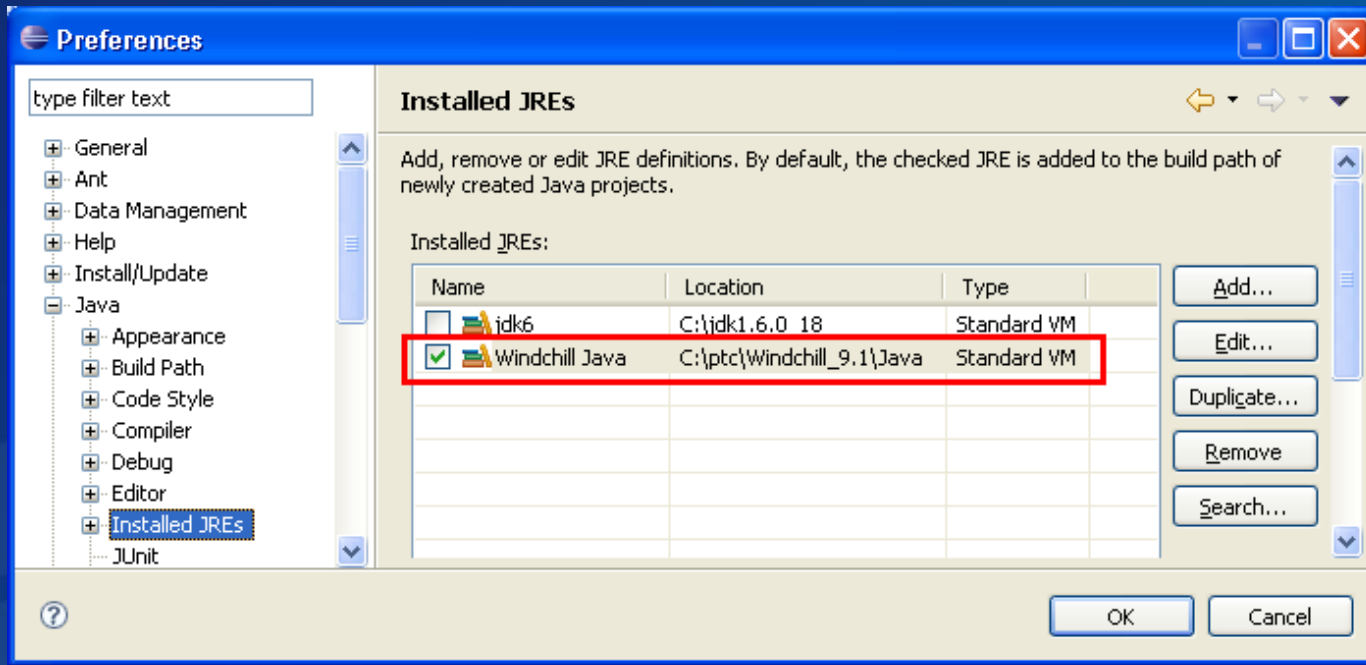 Preferences
type filter text
General
Ant
Data Management
Help
Install/Update
Java
Appearance
Build Path
Code Style
Compiler
Debug
Editor
Installed JREs
JUnit
Installed JREs
Add, remove or edit JRE definitions. By default, the checked JRE is added to the build path of
newly created Java projects.
Installed JREs:
Name Location Type
jdk6 C:\jdk1.6.0_18 Standard VM
Windchill Java C:\ptc\Windchill_9.1\Java Standard VM
Add...
Edit...
Duplicate...
Remove
Search...
OK Cancel